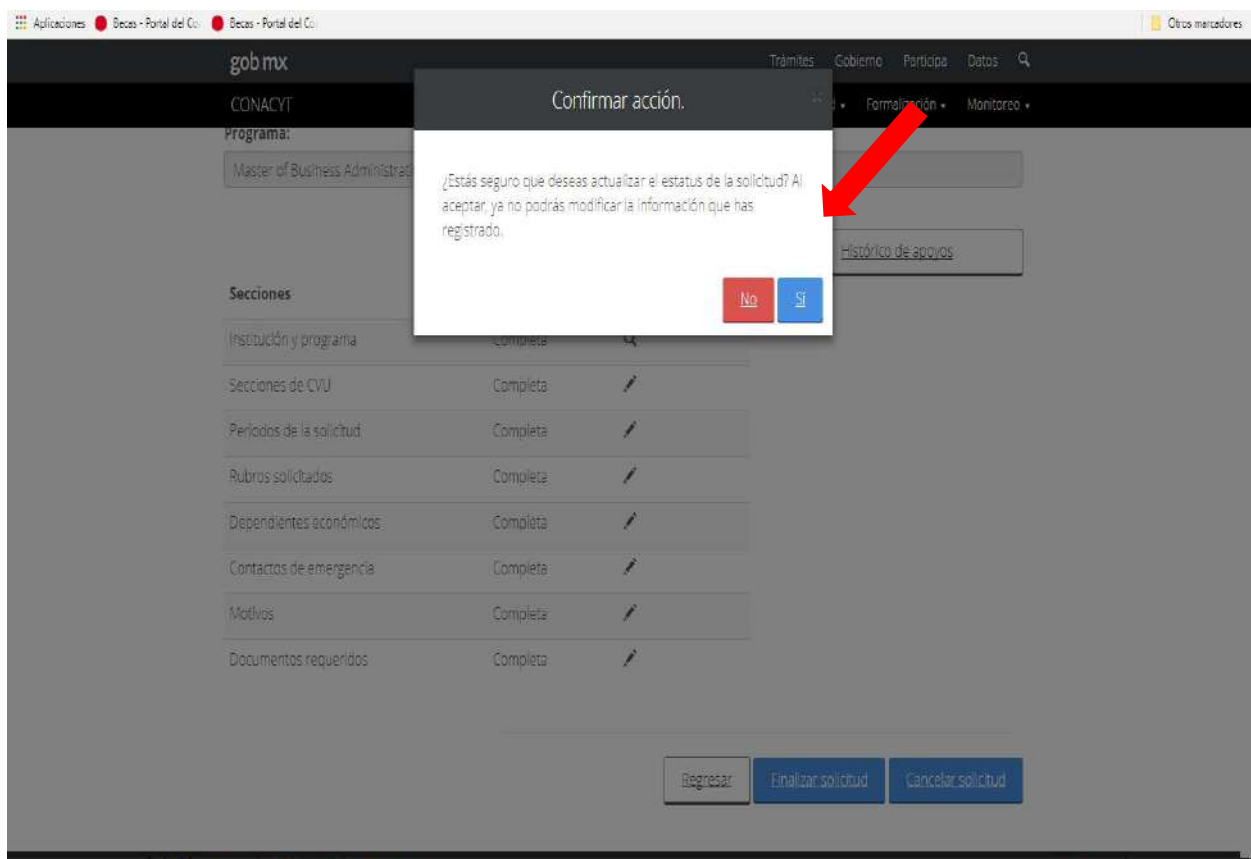 Aplicaciones Becas - Portal del Co Becas - Portal del Co Otros marcadores
gob mx Trámites Gobierno Participa Datos
CONACYT Confirmar acción. Formalización Monitoreo
Programa:
Master of Business Administrati
¿Estás seguro que deseas actualizar el estatus de la solicitud? Al
aceptar, ya no podrás modificar la información que has
registrado.
Histórico de apoyos
No Sí
Secciones
Institución y programa Completa
Secciones de CVU Completa
Periodos de la solicitud Completa
Rubros solicitados Completa
Dependientes económicos Completa
Contactos de emergencia Completa
Motivos Completa
Documentos requeridos Completa
Regresar Finalizar solicitud Cancelar solicitud